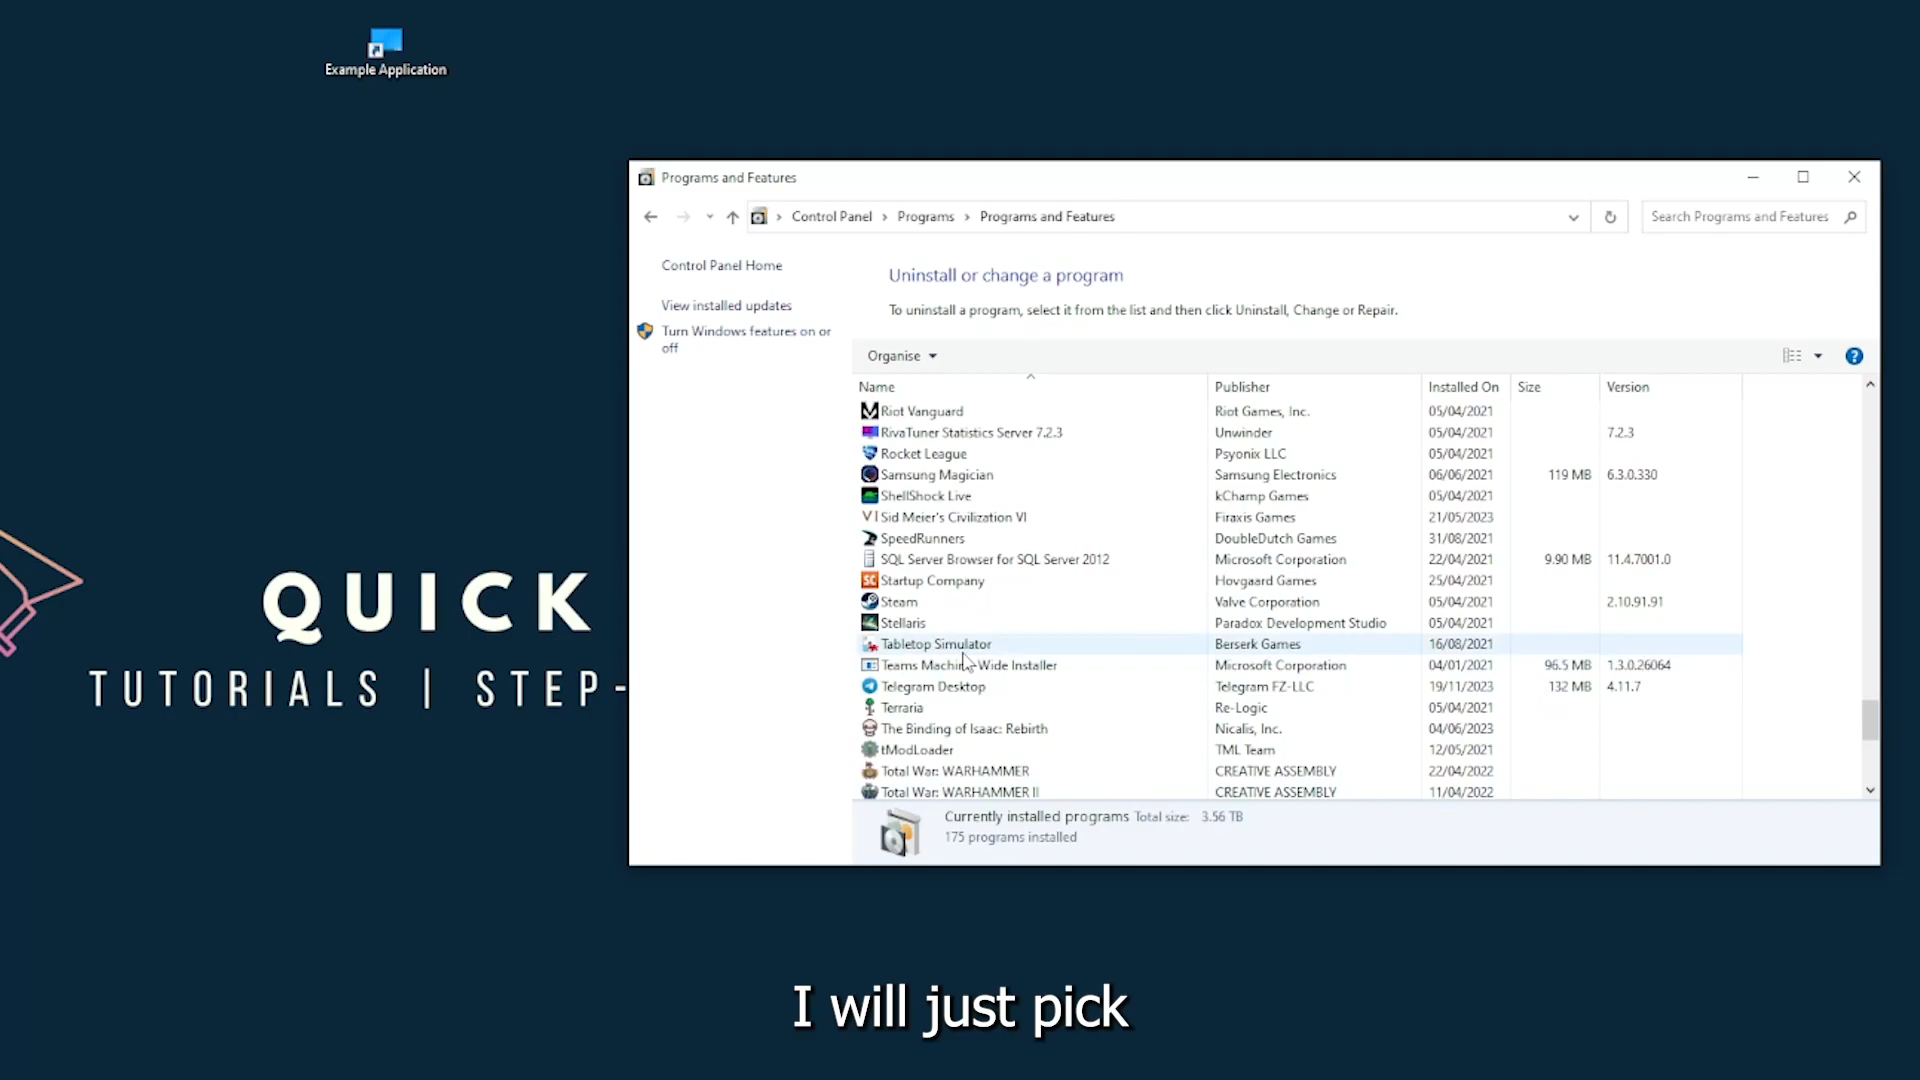 Example Application
Programs and Features
Control Panel > Programs > Programs and Features
Search Programs and Features
Control Panel Home
View installed updates
Turn Windows features on or
off
Uninstall or change a program
To uninstall a program, select it from the list and then click Uninstall, Change or Repair.
Organise
Name Publisher Installed On Size Version
Riot Vanguard Riot Games, Inc. 05/04/2021
RivaTuner Statistics Server 7.2.3 Unwinder 05/04/2021 7.2.3
Rocket League Psyonix LLC 05/04/2021
Samsung Magician Samsung Electronics 06/06/2021 119 MB 6.3.0.330
ShellShock Live kChamp Games 05/04/2021
VI Sid Meier's Civilization VI Firaxis Games 21/05/2023
SpeedRunners DoubleDutch Games 31/08/2021
SQL Server Browser for SQL Server 2012 Microsoft Corporation 22/04/2021 9.90 MB 11.4.7001.0
SC Startup Company Hovgaard Games 25/04/2021
Steam Valve Corporation 05/04/2021 2.10.91.91
Stellaris Paradox Development Studio 05/04/2021
Tabletop Simulator Berserk Games 16/08/2021
Teams Machine-Wide Installer Microsoft Corporation 04/01/2021 96.5 MB 1.3.0.26064
Telegram Desktop Telegram FZ-LLC 19/11/2023 132 MB 4.11.7
Terraria Re-Logic 05/04/2021
The Binding of Isaac: Rebirth Nicalis, Inc. 04/06/2023
tModLoader TML Team 12/05/2021
Total War: WARHAMMER CREATIVE ASSEMBLY 22/04/2022
Total War: WARHAMMER II CREATIVE ASSEMBLY 11/04/2022
Currently installed programs Total size: 3.56 TB
175 programs installed
QUICK
TUTORIALS | STEP-
I will just pick